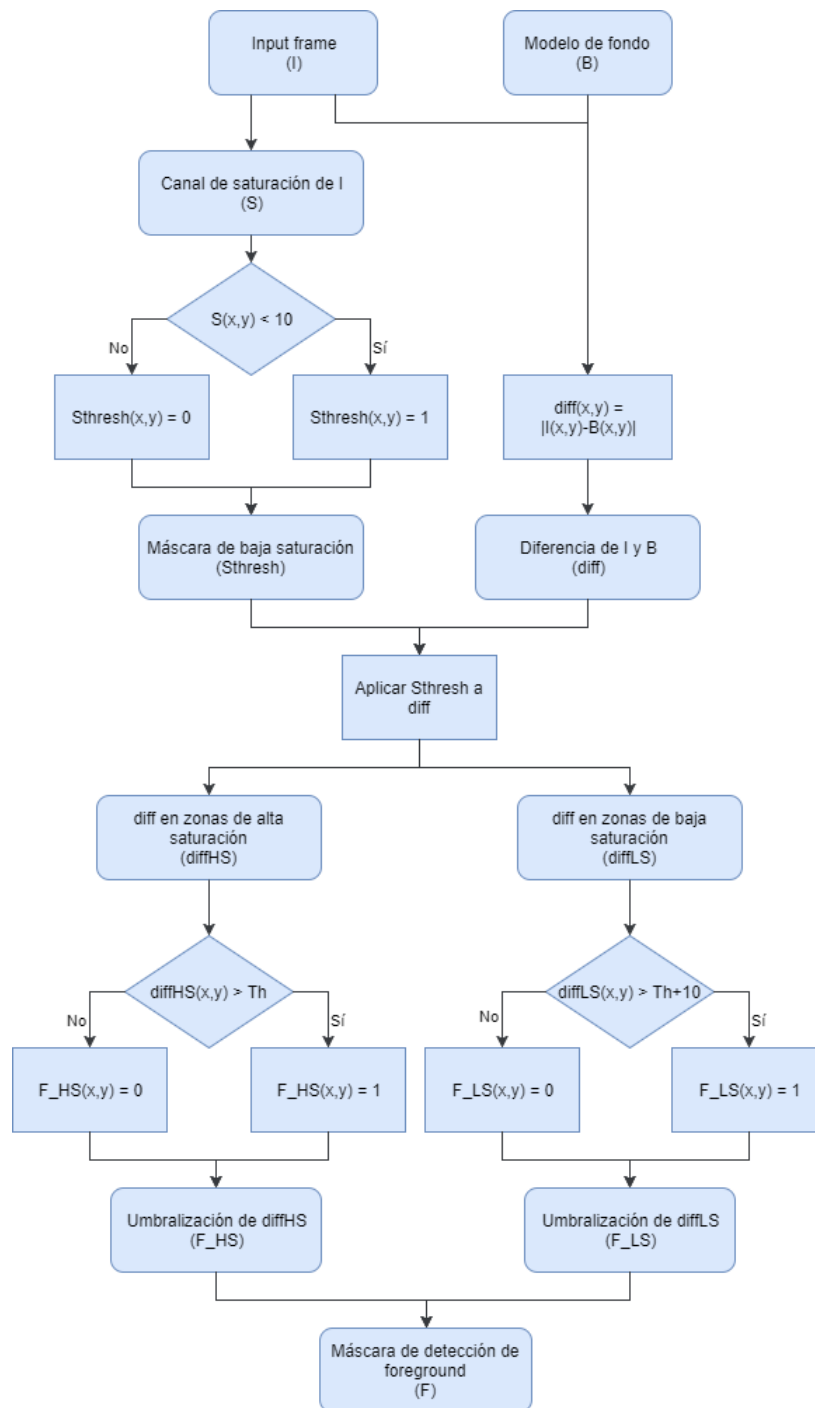 Input frame
(I)
Modelo de fondo
(B)
Canal de saturación de I
(S)
S(x,y) < 10
No
Sí
Sthresh(x,y) = 0
Sthresh(x,y) = 1
diff(x,y) =
|I(x,y)-B(x,y)|
Máscara de baja saturación
(Sthresh)
Diferencia de I y B
(diff)
Aplicar Sthresh a
diff
diff en zonas de alta
saturación
(diffHS)
diff en zonas de baja
saturación
(diffLS)
diffHS(x,y) > Th
No
Sí
diffLS(x,y) > Th+10
No
Sí
F_HS(x,y) = 0
F_HS(x,y) = 1
F_LS(x,y) = 0
F_LS(x,y) = 1
Umbralización de diffHS
(F_HS)
Umbralización de diffLS
(F_LS)
Máscara de detección de
foreground
(F)